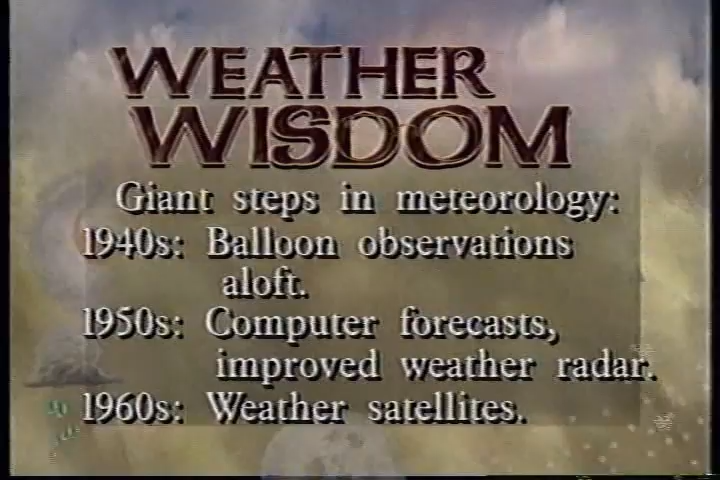 WEATHER
WISDOM
Giant steps in meteorology:
1940s: Balloon observations
aloft.
1950s: Computer forecasts,
improved weather radar.
1960s: Weather satellites.